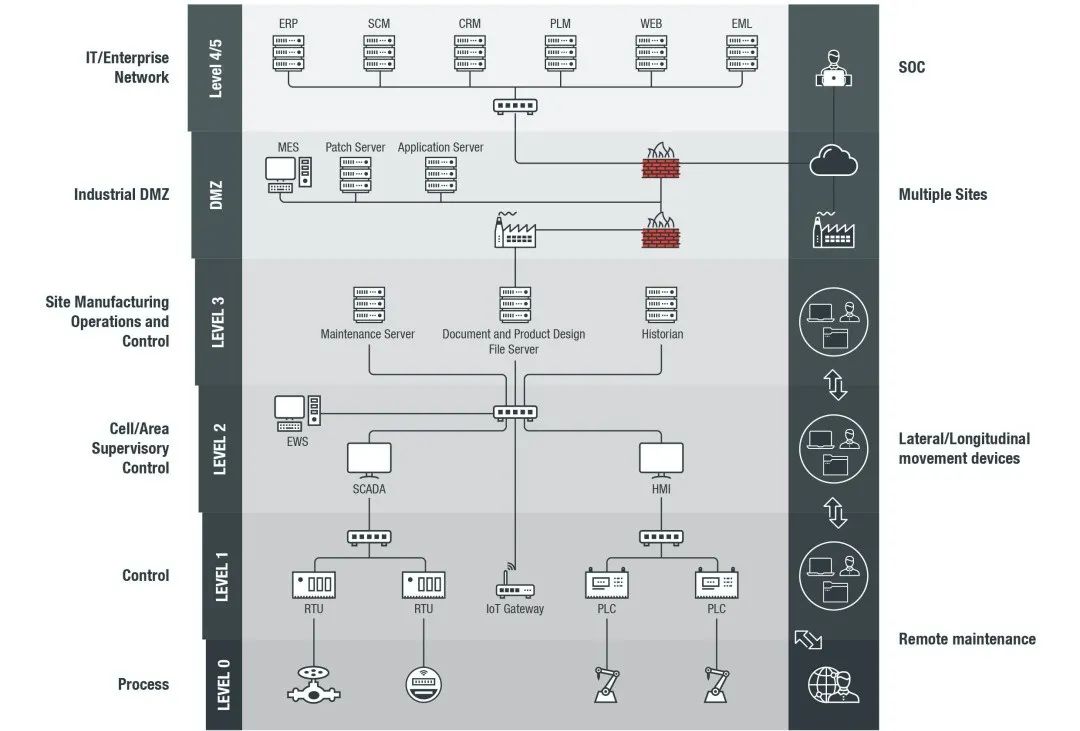 IT/Enterprise
Network
Level 4/5
ERP
SCM
CRM
PLM
WEB
EML
SOC
Industrial DMZ
DMZ
MES
Patch Server
Application Server
Multiple Sites
Site Manufacturing
Operations and
Control
LEVEL 3
Maintenance Server
Document and Product Design
File Server
Historian
Cell/Area
Supervisory
Control
LEVEL 2
EWS
SCADA
HMI
Lateral/Longitudinal
movement devices
Control
LEVEL 1
RTU
RTU
IoT Gateway
PLC
PLC
Remote maintenance
Process
LEVEL 0